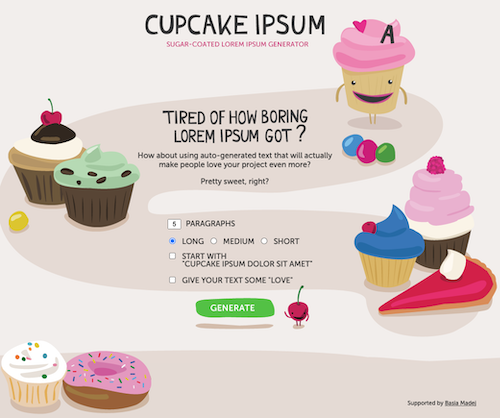 CUPCAKE IPSUM
SUGAR-COATED LOREM IPSUM GENERATOR
A
TIRED OF HOW BORING
LOREM IPSUM GOT?
How about using auto-generated text that will actually
make people love your project even more?
Pretty sweet, right?
5 PARAGRAPHS
LONG MEDIUM SHORT
START WITH
"CUPCAKE IPSUM DOLOR SIT AMET"
GIVE YOUR TEXT SOME "LOVE"
GENERATE
Supported by Basia Madej